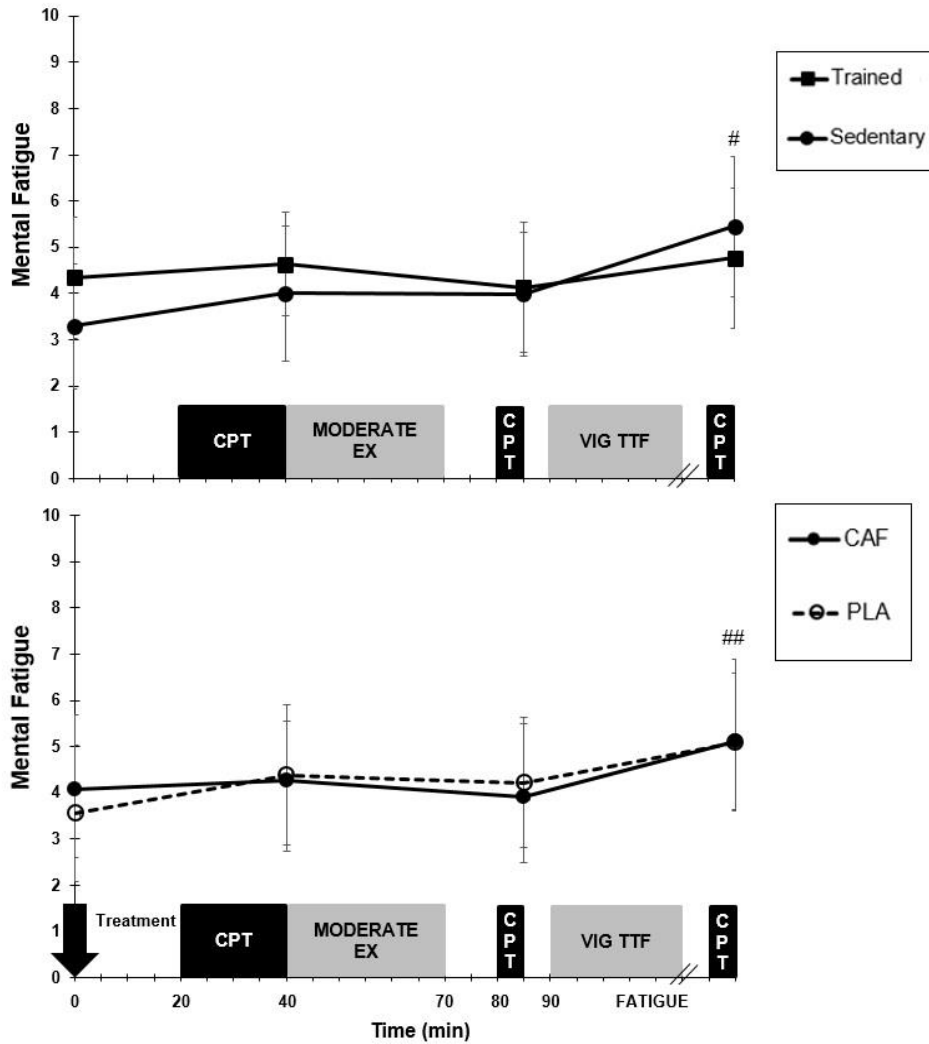 10
9
8
7
6
5
4
3
2
1
0
Mental Fatigue
Trained
Sedentary
#
CPT
MODERATE
EX
C
P
T
VIG TTF
C
P
T
10
9
8
7
6
5
4
3
2
1
0
Mental Fatigue
CAF
PLA
##
Treatment
CPT
MODERATE
EX
C
P
T
VIG TTF
C
P
T
0 20 40 70 80 90 FATIGUE
Time (min)